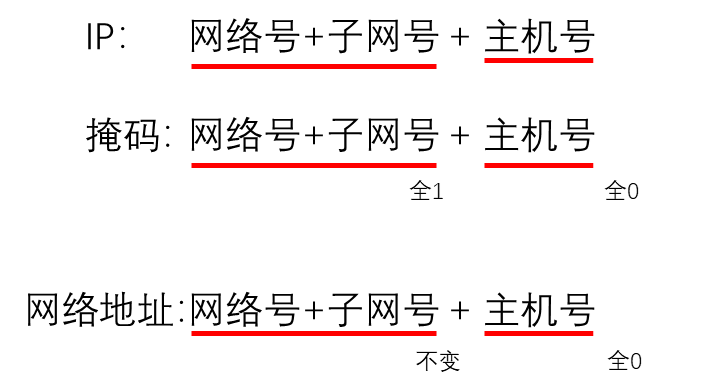 IP: 网络号+子网号 + 主机号
掩码: 网络号+子网号 + 主机号
全1 全0
网络地址:网络号+子网号 + 主机号
不变 全0